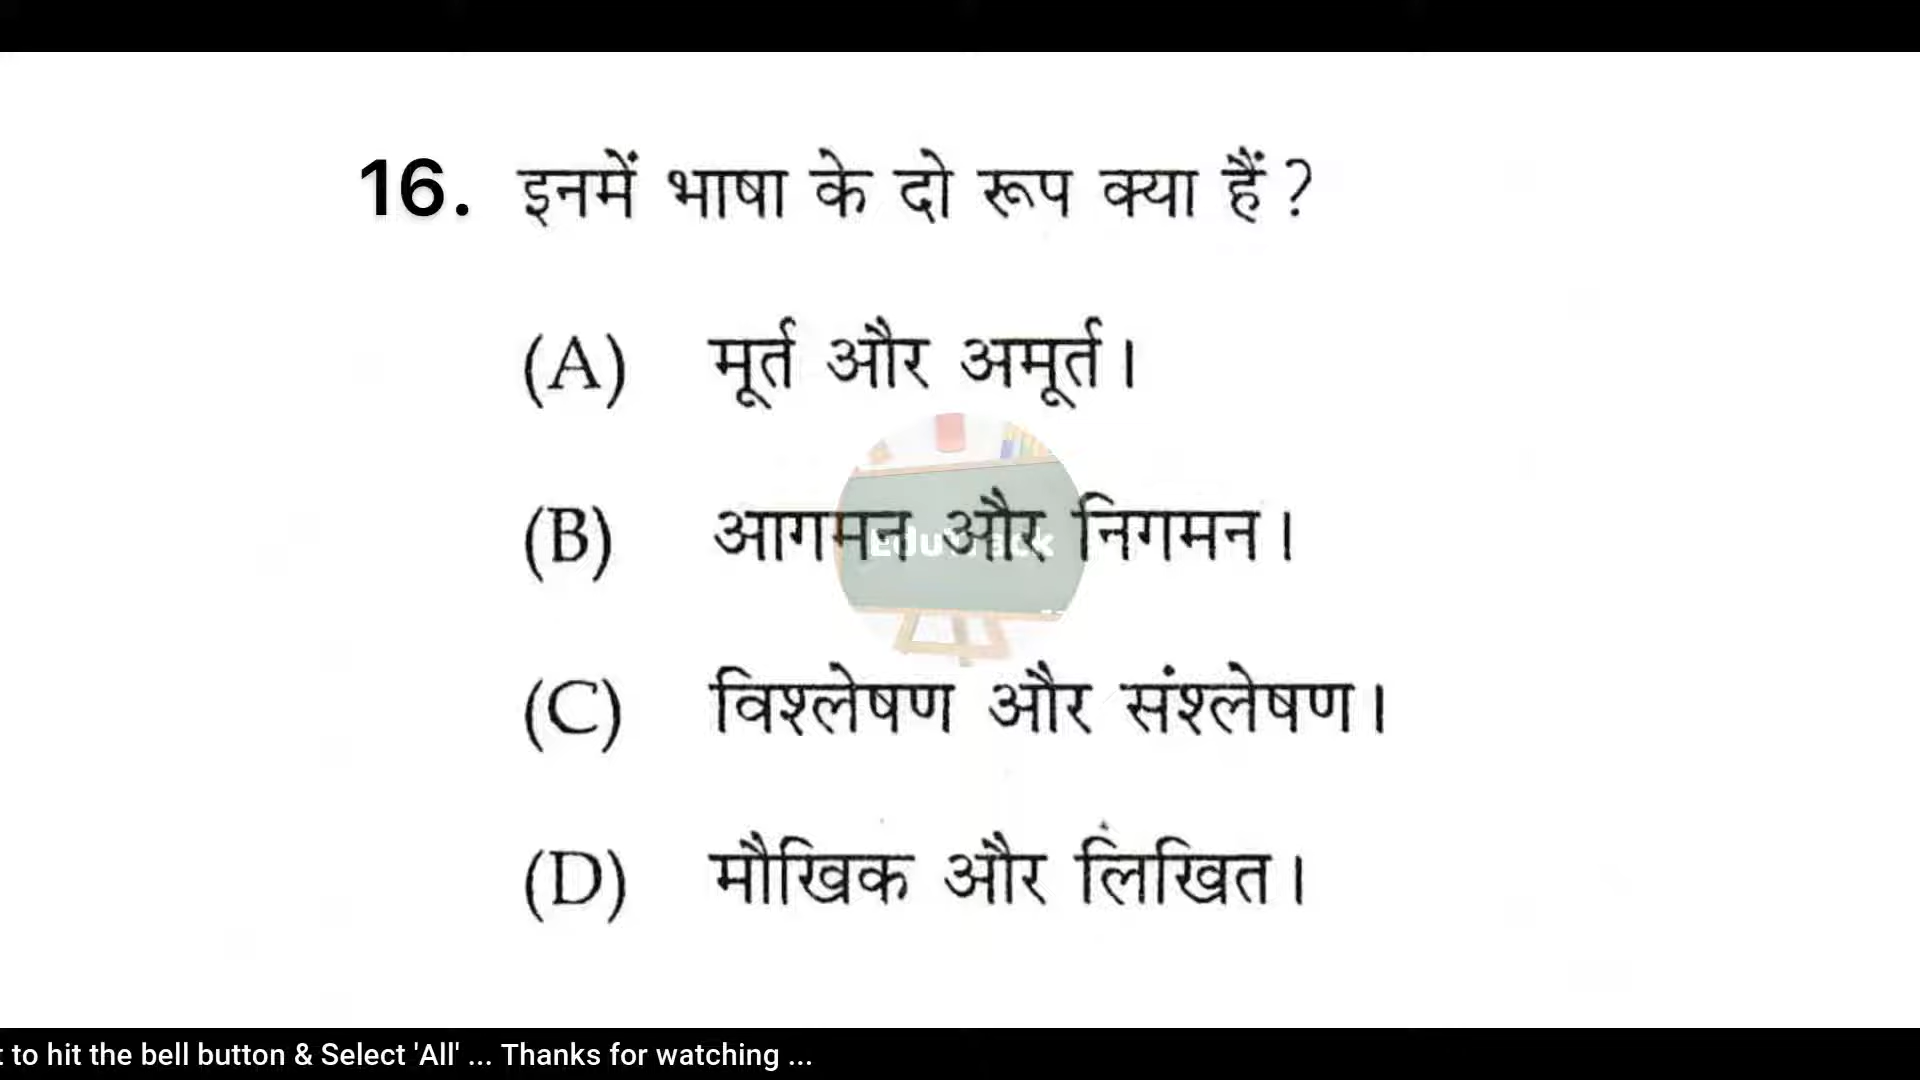 16. इनमें भाषा के दो रूप क्या हैं ?
(A) मूर्त और अमूर्त।
(B) आगमन और निगमन।
(C) विश्लेषण और संश्लेषण।
(D) मौखिक और लिखित।
to hit the bell button & Select 'All' ... Thanks for watching ...